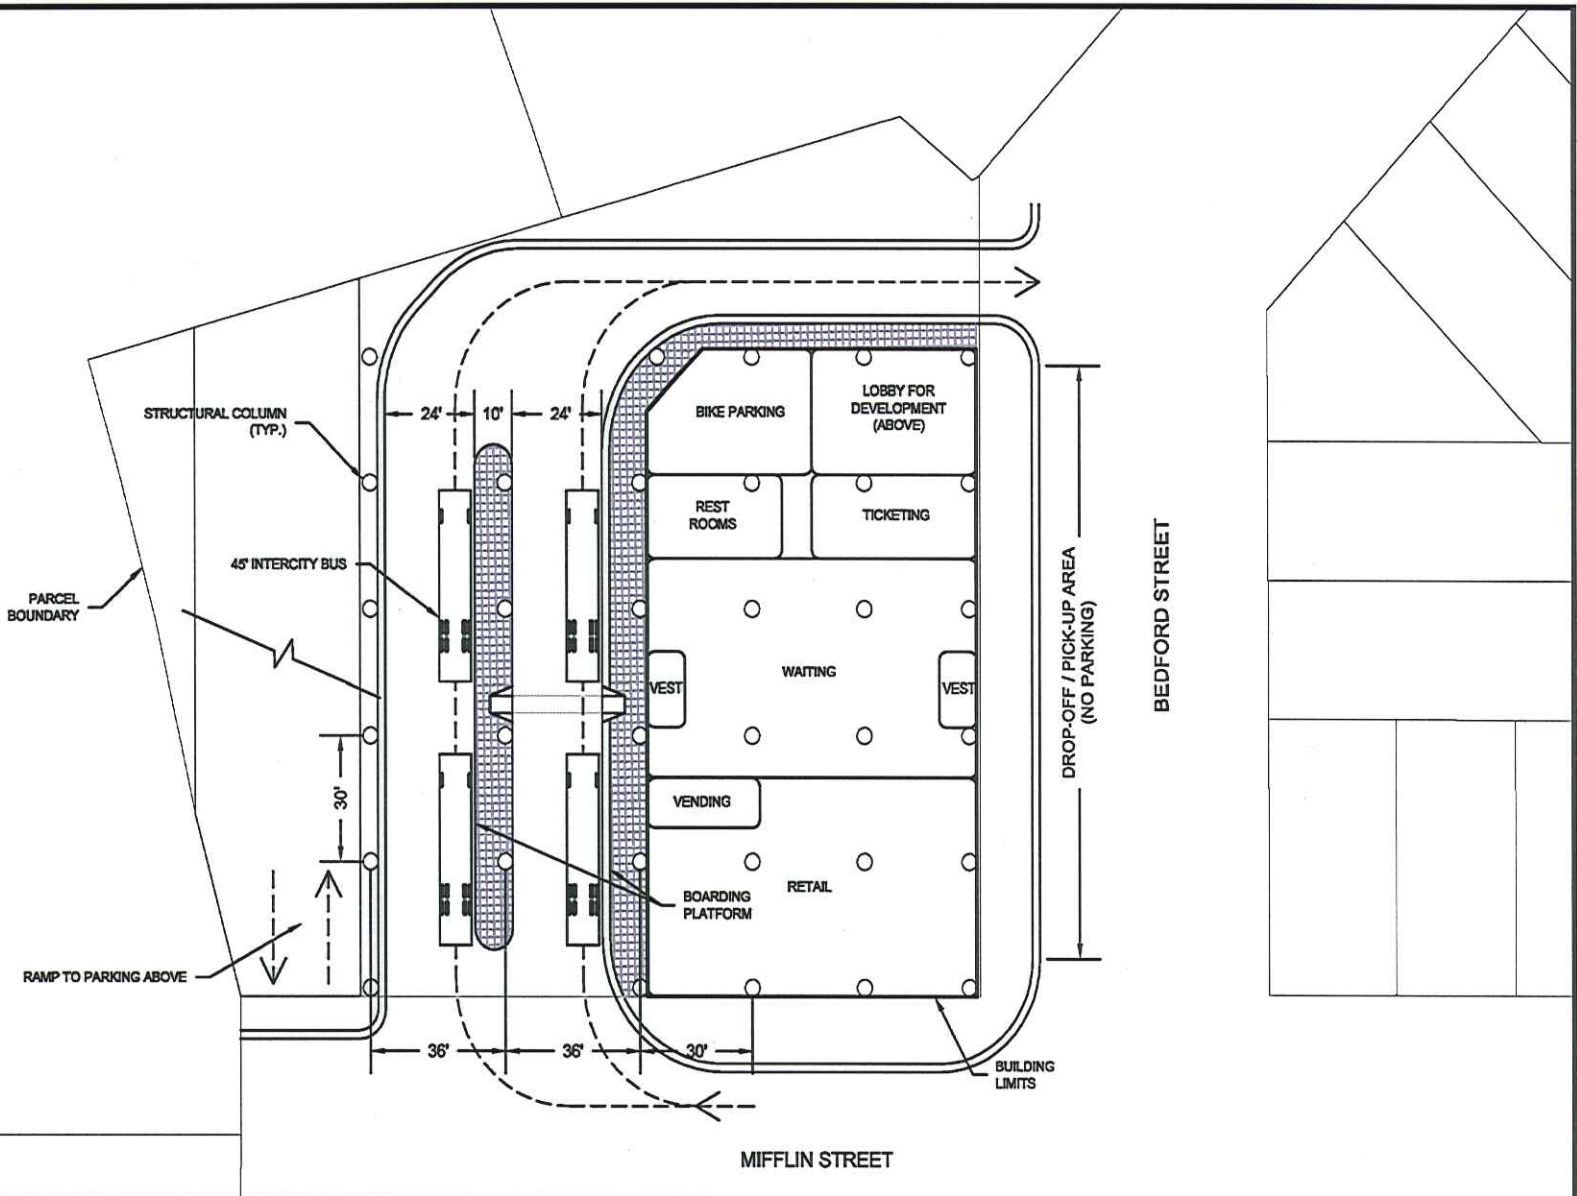 BIKE PARKING
LOBBY FOR
DEVELOPMENT
(ABOVE)
24'
10'
24'
STRUCTURAL COLUMN
(TYP.)
REST
ROOMS
TICKETING
45' INTERCITY BUS
PARCEL
BOUNDARY
DROP-OFF / PICK-UP AREA
(NO PARKING)
BEDFORD STREET
WAITING
VEST
VEST
30'
VENDING
RETAIL
BOARDING
PLATFORM
RAMP TO PARKING ABOVE
36'
36'
30'
BUILDING
LIMITS
MIFFLIN STREET